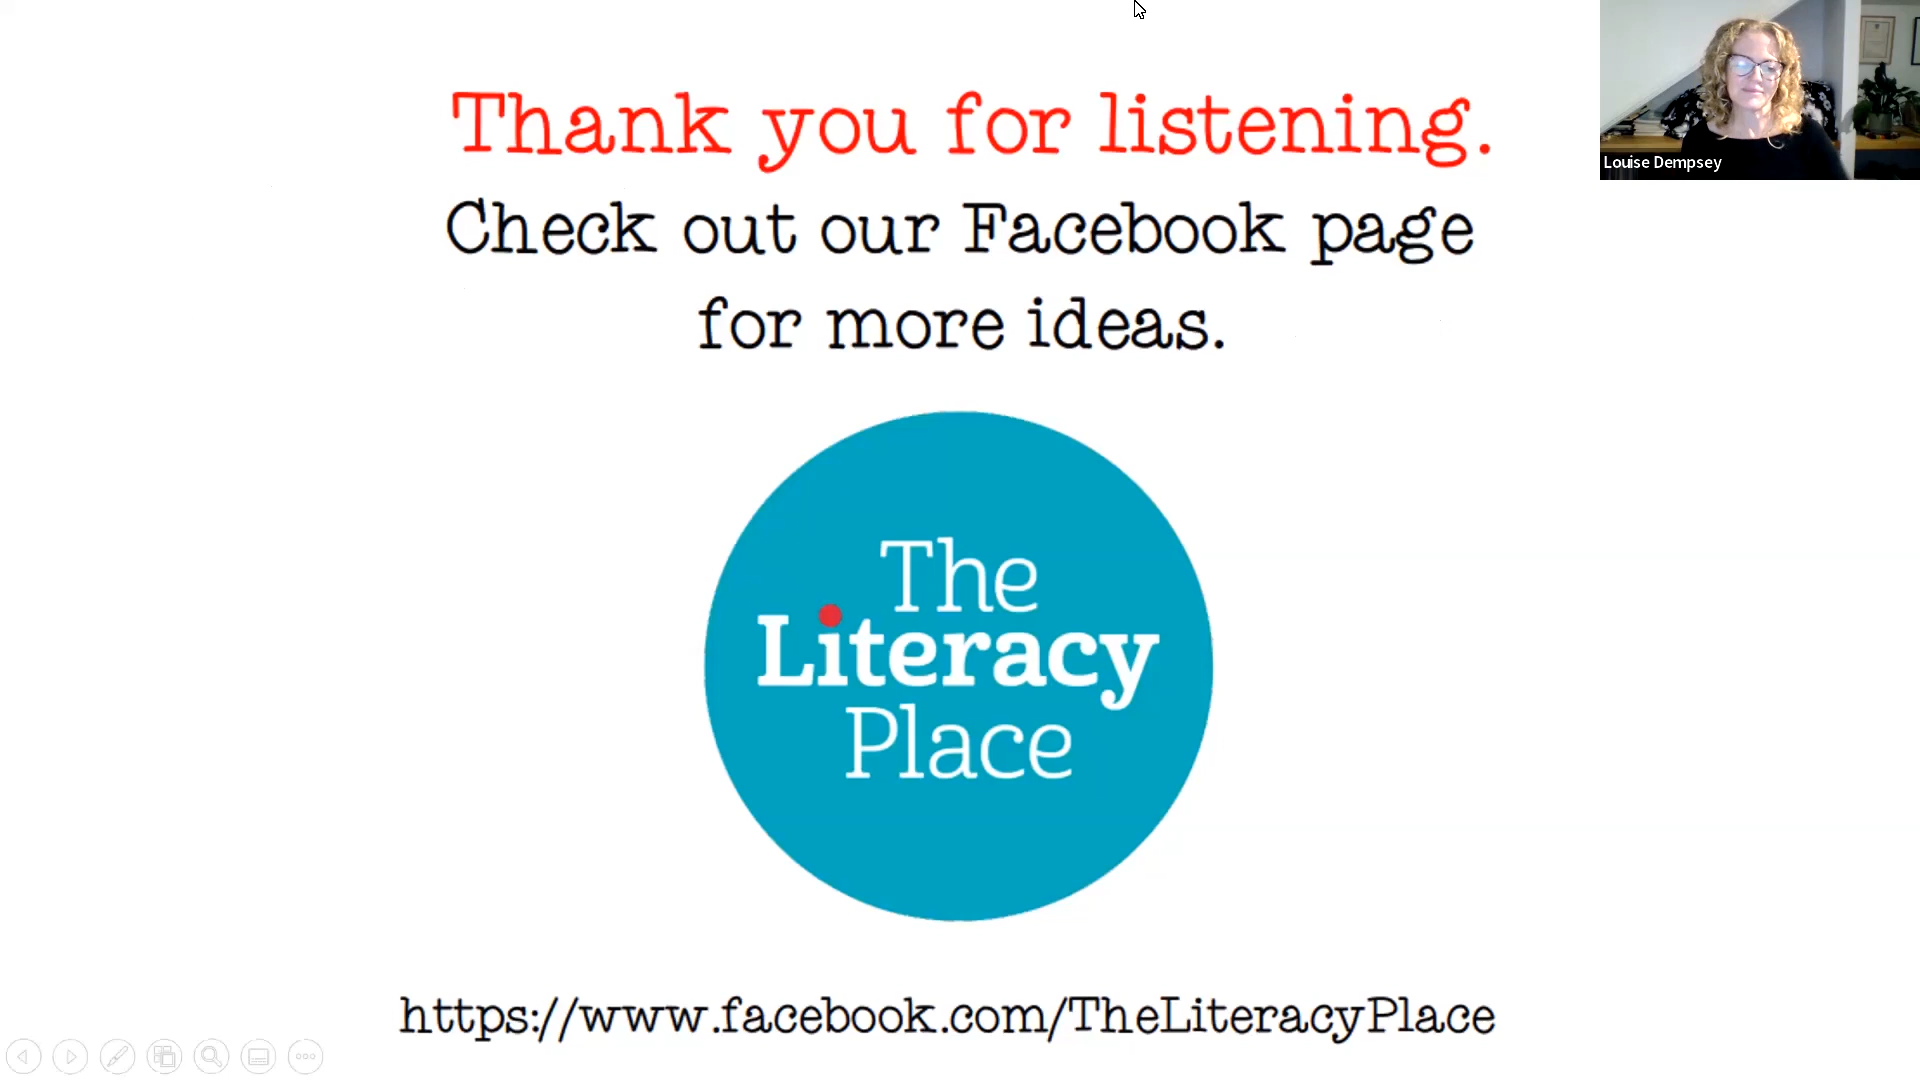 Thank you for listening.
Check out our Facebook page
for more ideas.
Louise Dempsey
The
Literacy
Place
https://www.facebook.com/TheLiteracyPlace